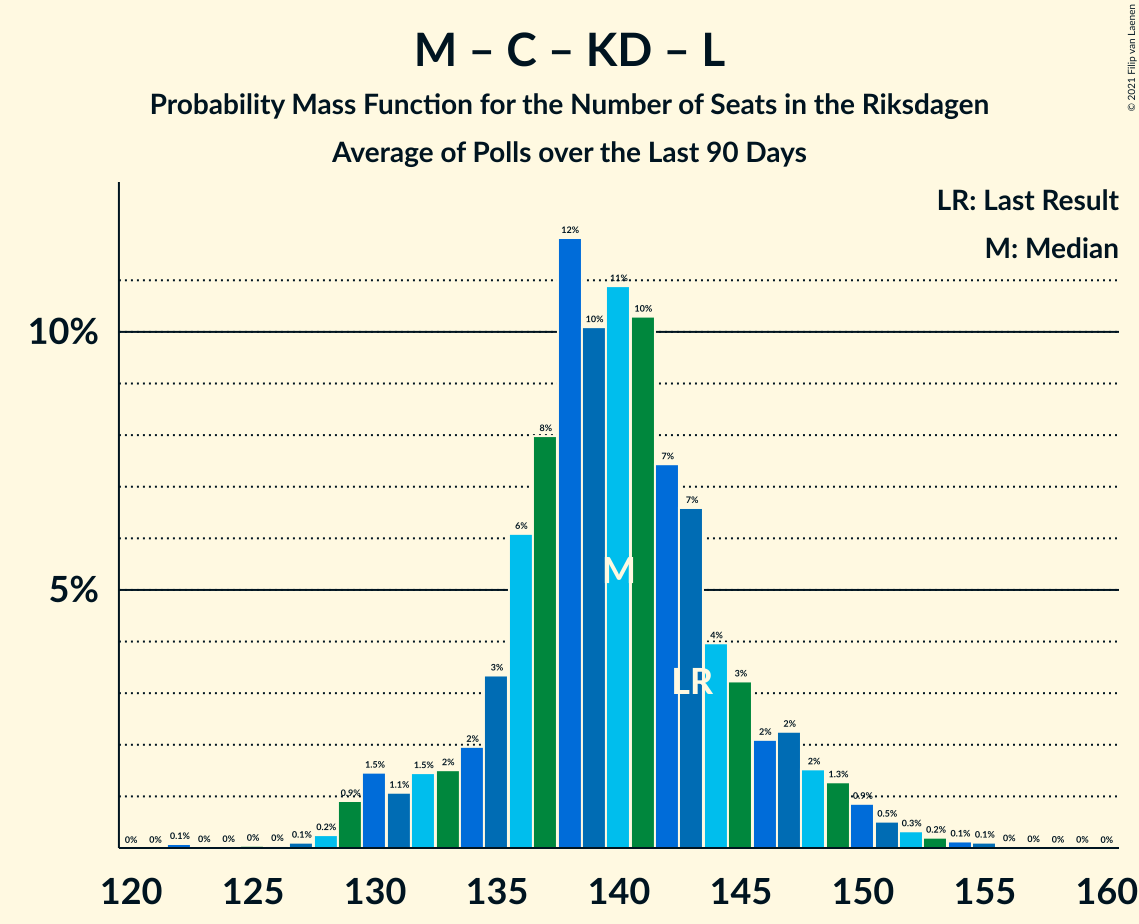 M – C – KD – L
Probability Mass Function for the Number of Seats in the Riksdagen
Average of Polls over the Last 90 Days
© 2021 Filip van Laenen
LR: Last Result
M: Median
10%
5%
0% 0% 0.1% 0% 0% 0% 0% 0.1% 0.2% 0.9% 1.5% 1.1% 1.5% 2% 2% 3% 6% 8% 12% 10% 11% 10% 7% 7% 4% 3% 2% 2% 2% 1.3% 0.9% 0.5% 0.3% 0.2% 0.1% 0.1% 0% 0% 0% 0% 0%
M
LR
120 125 130 135 140 145 150 155 160